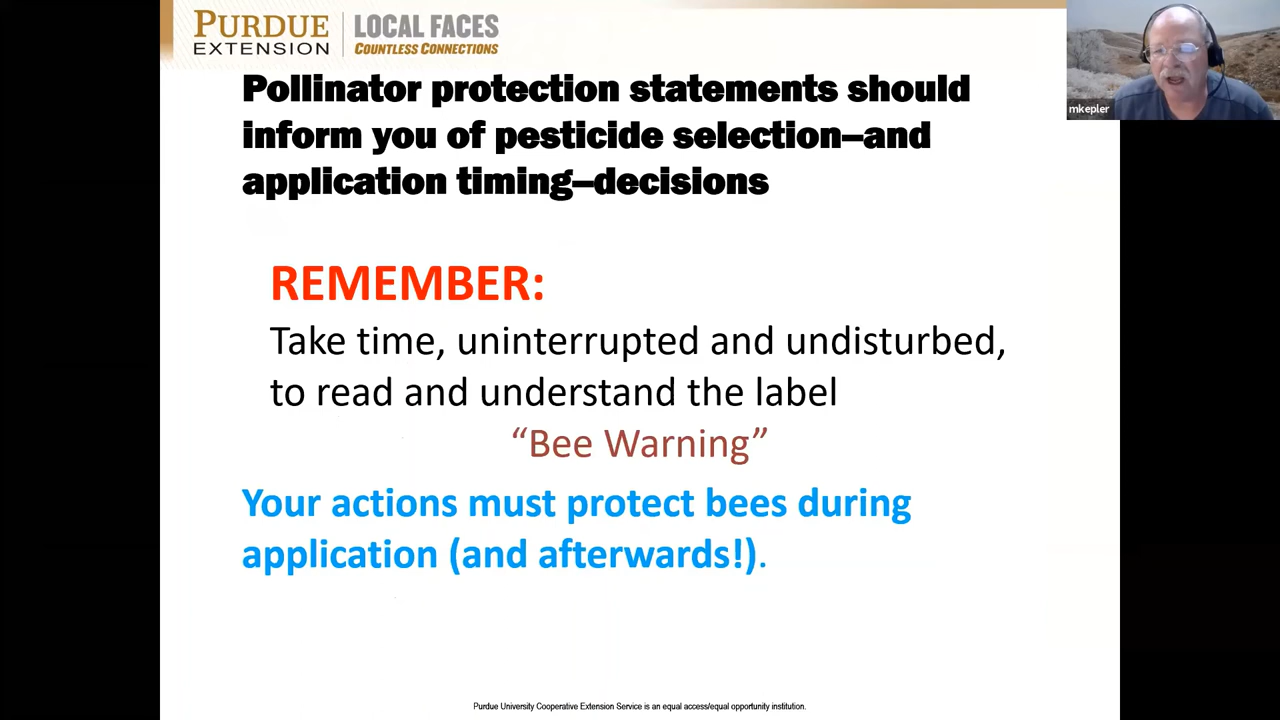 PURDUE
EXTENSION
LOCAL FACES
COUNTLESS CONNECTIONS
mkepler
Pollinator protection statements should
inform you of pesticide selection–and
application timing–decisions
REMEMBER:
Take time, uninterrupted and undisturbed,
to read and understand the label
“Bee Warning”
Your actions must protect bees during
application (and afterwards!).
Purdue University Cooperative Extension Service is an equal access/equal opportunity institution.